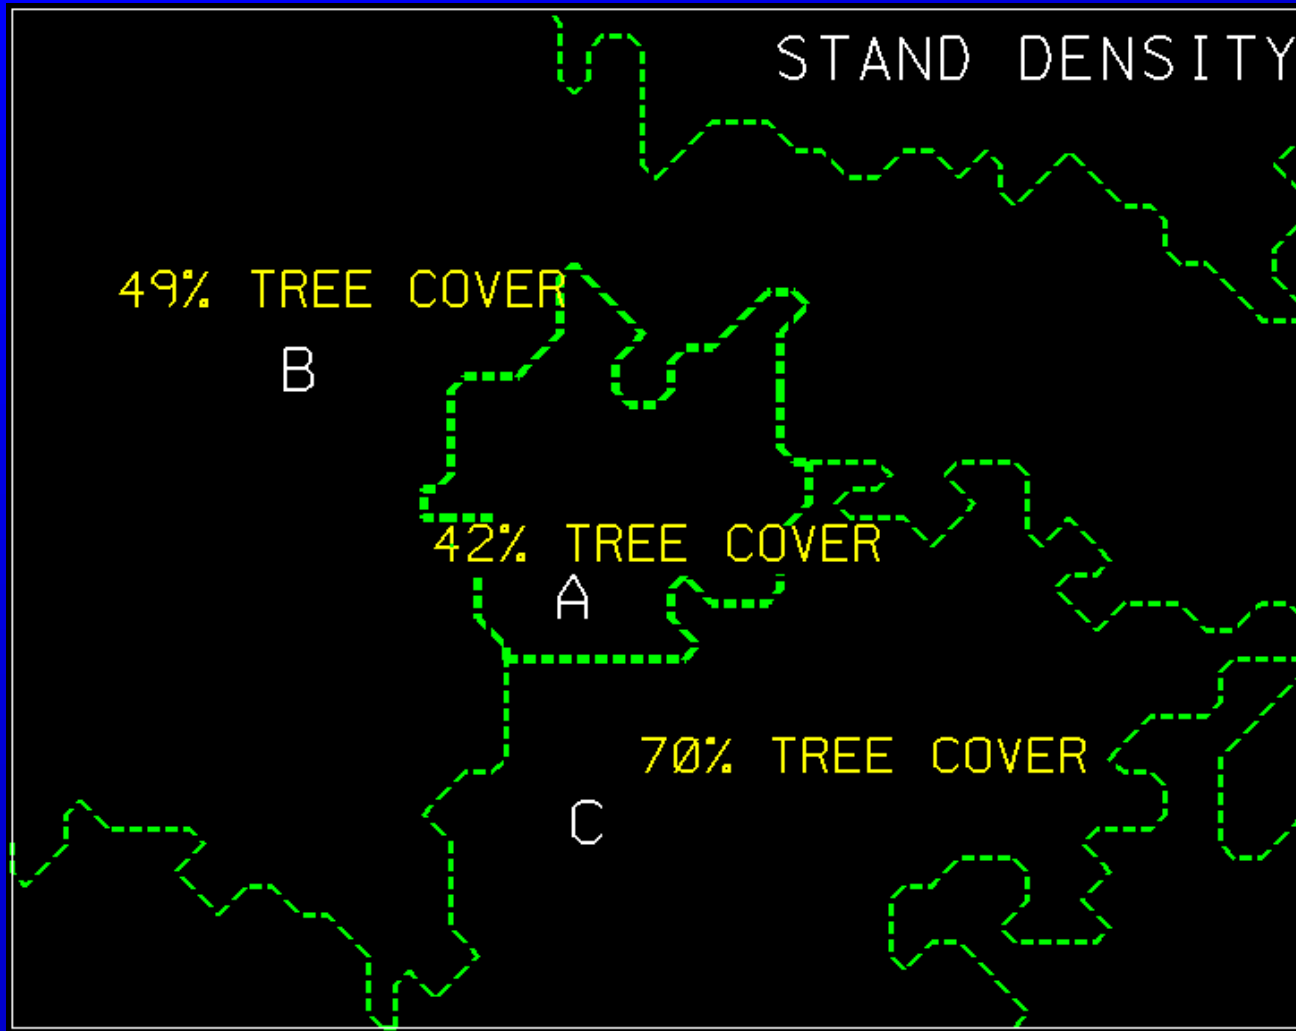 STAND DENSITY
49% TREE COVER
B
42% TREE COVER
A
70% TREE COVER
C